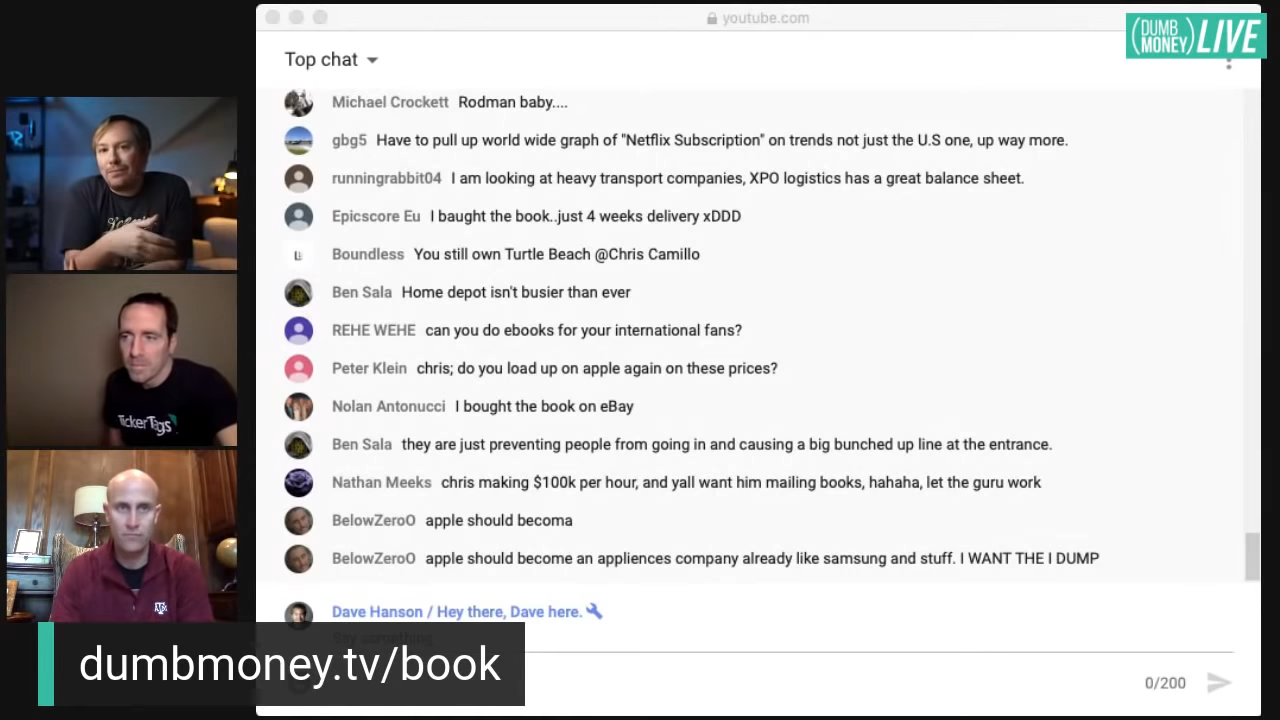 youtube.com
(DUMB MONEY) LIVE
Top chat
Michael Crockett Rodman baby....
gbg5 Have to pull up world wide graph of "Netflix Subscription" on trends not just the U.S one, up way more.
runningrabbit04 I am looking at heavy transport companies, XPO logistics has a great balance sheet.
Epicscore Eu I baught the book..just 4 weeks delivery xDDD
Boundless You still own Turtle Beach @Chris Camillo
Ben Sala Home depot isn't busier than ever
REHE WEHE can you do ebooks for your international fans?
Peter Klein chris; do you load up on apple again on these prices?
Nolan Antonucci I bought the book on eBay
Ben Sala they are just preventing people from going in and causing a big bunched up line at the entrance.
Nathan Meeks chris making $100k per hour, and yall want him mailing books, hahaha, let the guru work
BelowZeroO apple should becoma
BelowZeroO apple should become an appliences company already like samsung and stuff. I WANT THE I DUMP
Dave Hanson / Hey there, Dave here.
Say something...
0/200
TickerTags
ATM
dumbmoney.tv/book